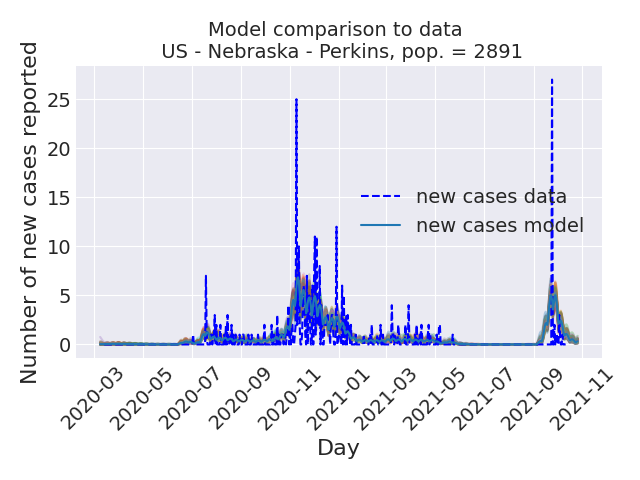 Model comparison to data
US - Nebraska - Perkins, pop. = 2891
Number of new cases reported
25
20
15
10
5
0
new cases data
new cases model
2020-03
2020-05
2020-07
2020-09
2020-11
2021-01
2021-03
2021-05
2021-07
2021-09
2021-11
Day